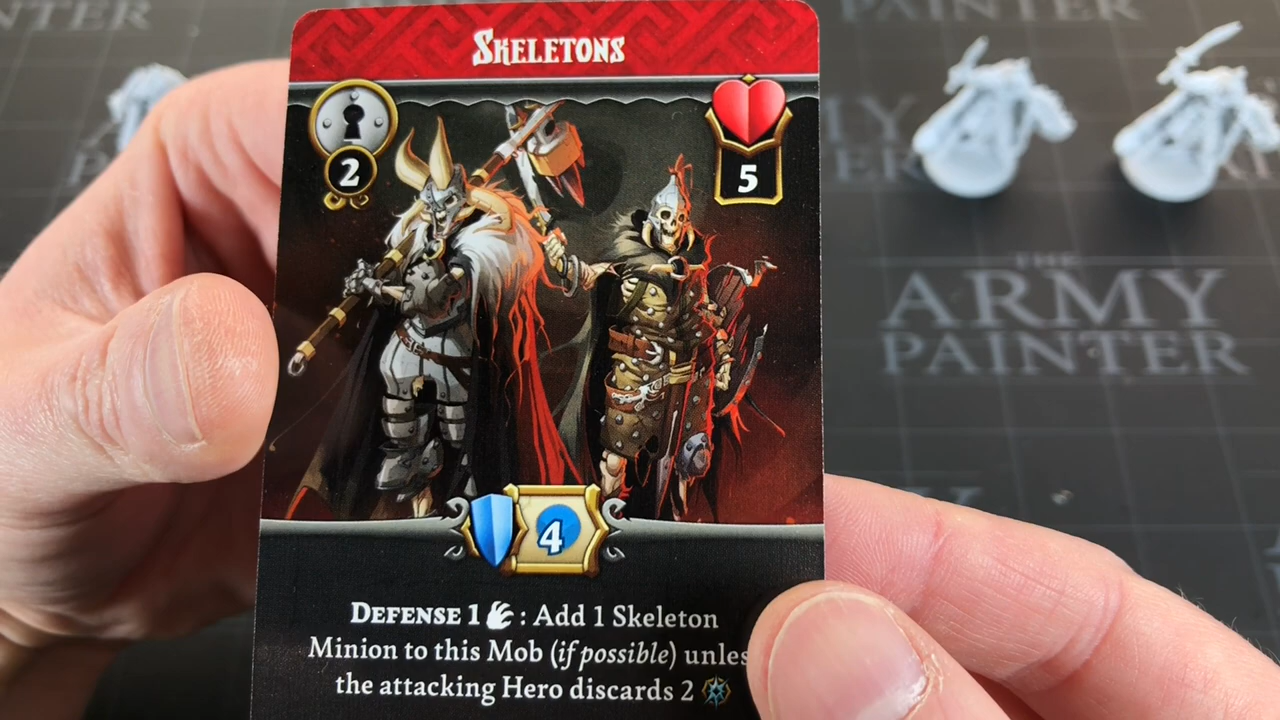 PAINTER
SKELETONS
2
5
THE
ARMY
PAINTER
4
DEFENSE 1 : Add 1 Skeleton
Minion to this Mob (if possible)
the attacking Hero discards 2